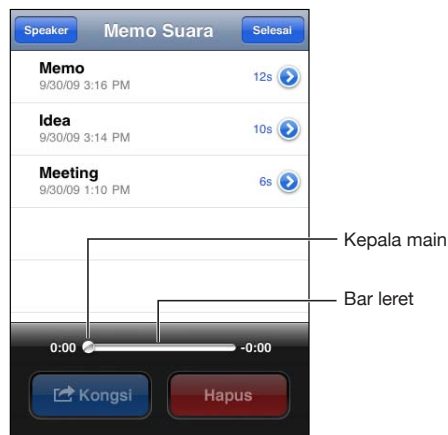 Speaker Memo Suara Selesai
Memo 12s
9/30/09 3:16 PM
Idea 10s
9/30/09 3:14 PM
Meeting 6s
9/30/09 1:10 PM
Kepala main
Bar leret
0:00 -0:00
Kongsi Hapus